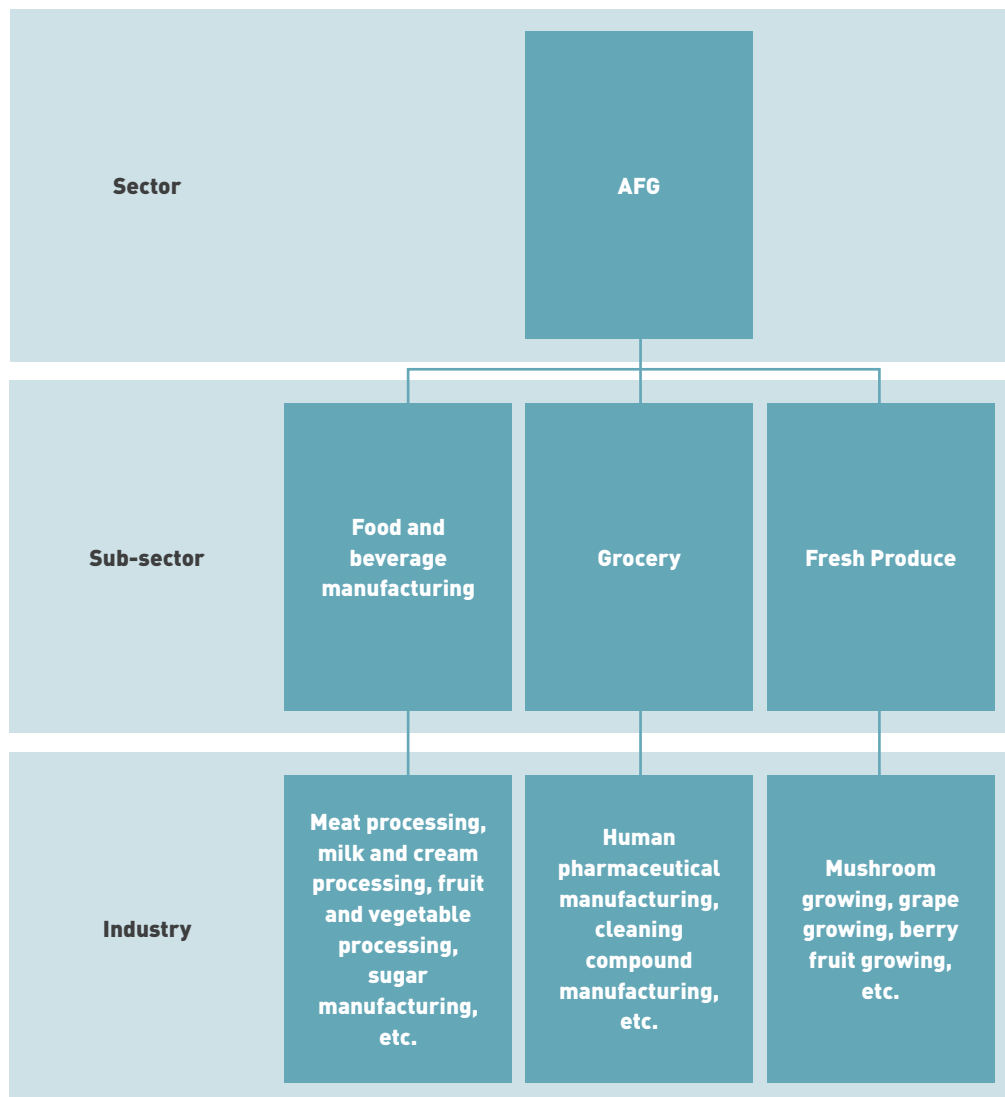 Sector
AFG
Sub-sector
Food and
beverage
manufacturing
Grocery
Fresh Produce
Industry
Meat processing,
milk and cream
processing, fruit
and vegetable
processing,
sugar
manufacturing,
etc.
Human
pharmaceutical
manufacturing,
cleaning
compound
manufacturing,
etc.
Mushroom
growing, grape
growing, berry
fruit growing,
etc.